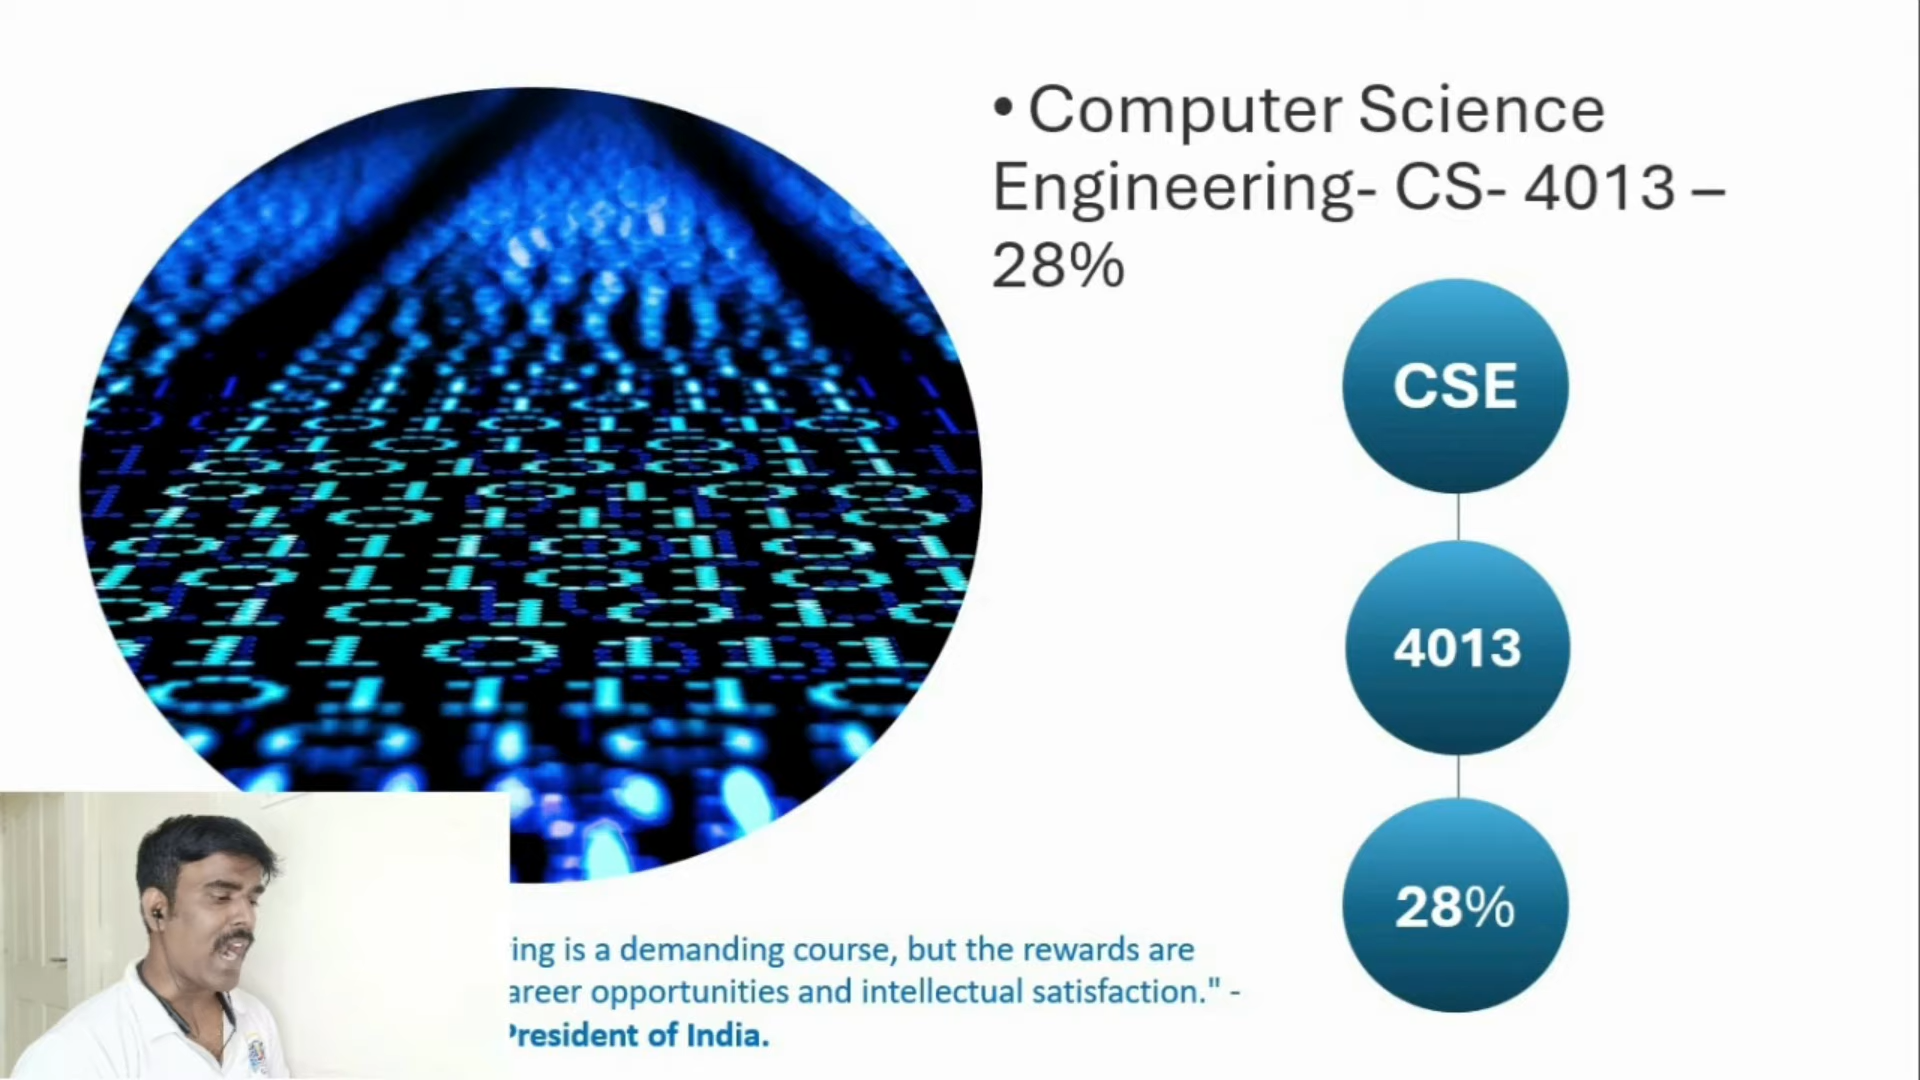 • Computer Science
Engineering- CS- 4013 –
28%
CSE
4013
28%
ing is a demanding course, but the rewards are
areer opportunities and intellectual satisfaction." -
President of India.